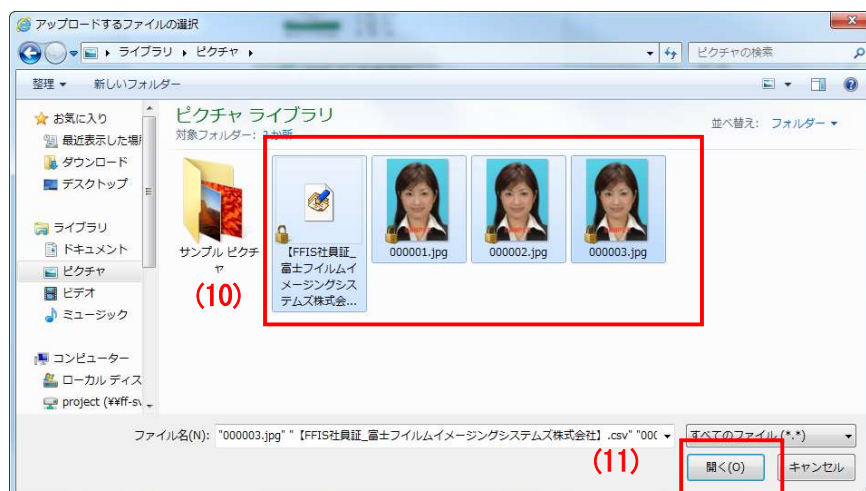 アップロードするファイルの選択
ライブラリ ピクチャ
ピクチャの検索
整理 新しいフォルダー
ピクチャ ライブラリ
対象フォルダー: 2か所
並べ替え: フォルダー
お気に入り
最近表示した場所
ダウンロード
デスクトップ
ライブラリ
ドキュメント
ピクチャ
ビデオ
ミュージック
コンピューター
ローカル ディス
project (¥¥ff-sv
サンプル ピクチ
ャ
【FFIS社員証_
富士フイルムイ
メージングシス
テムズ株式会...
000001.jpg
000002.jpg
000003.jpg
(10)
ファイル名(N): "000003.jpg" "【FFIS社員証_富士フイルムイメージングシステムズ株式会社】.csv" "000
すべてのファイル (*.*)
(11)
開く(O)
キャンセル